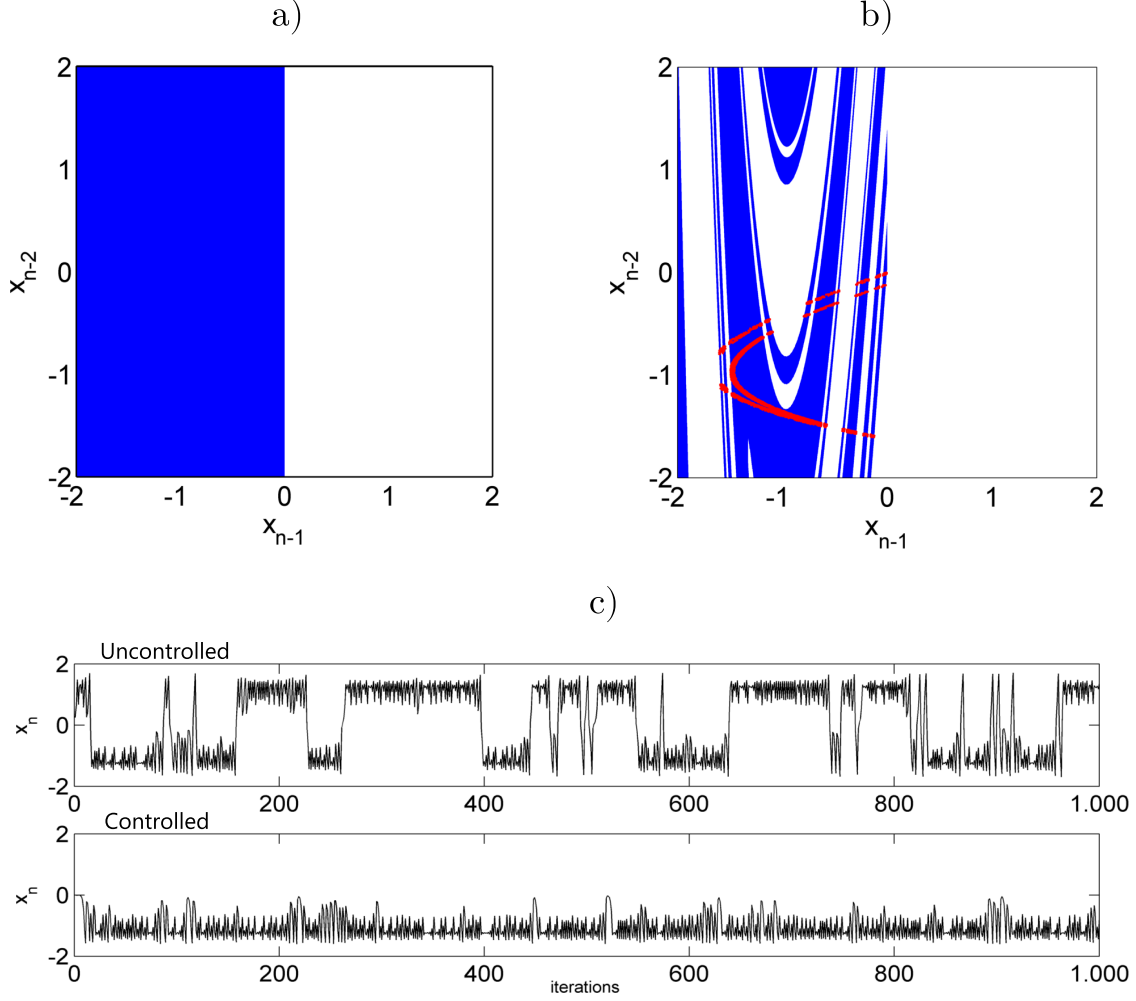 a)
b)
2
1
0
-1
-2
x_{n-2}
-2 -1 0 1 2
x_{n-1}
2
1
0
-1
-2
x_{n-2}
-2 -1 0 1 2
x_{n-1}
c)
Uncontrolled
2
0
-2
x_n
0 200 400 600 800 1.000
Controlled
2
0
-2
x_n
0 200 400 600 800 1.000
iterations